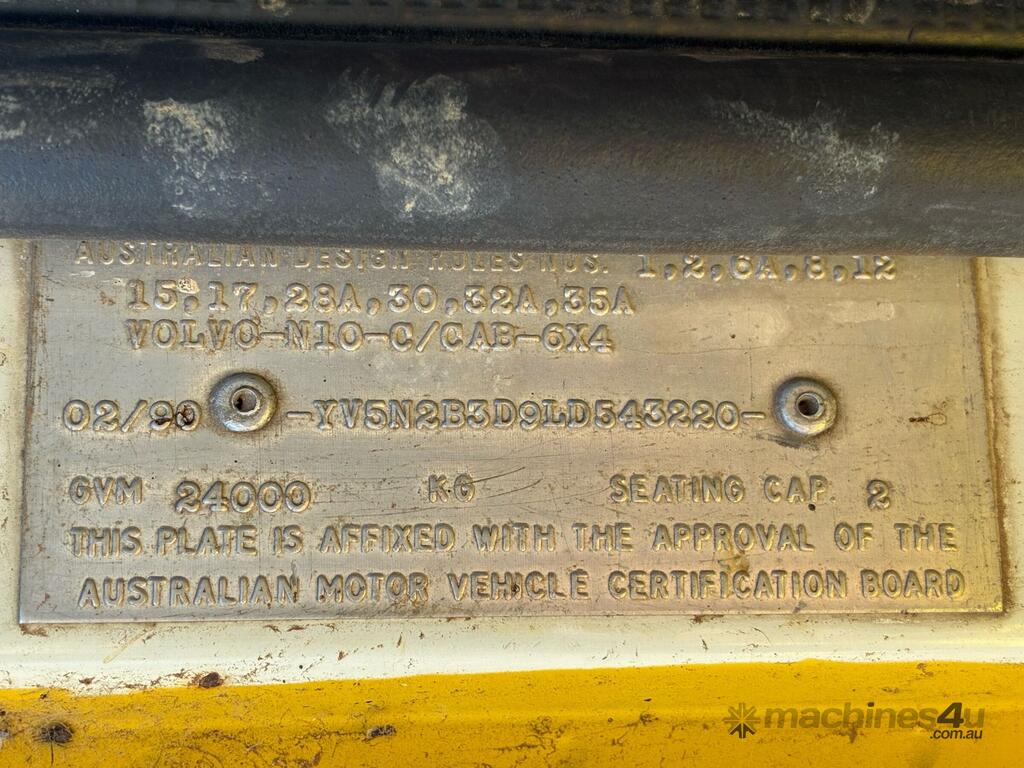 AUSTRALIAN DESIGN RULES NOS. 1,2,6A,8,12
15,17,28A,30,32A,35A
VOLVO-N10-C/CAB-6X4
02/90 -YV5N2B3D9LD543220-
GVM 24000 KG SEATING CAP. 2
THIS PLATE IS AFFIXED WITH THE APPROVAL OF THE
AUSTRALIAN MOTOR VEHICLE CERTIFICATION BOARD
machines4u
.com.au